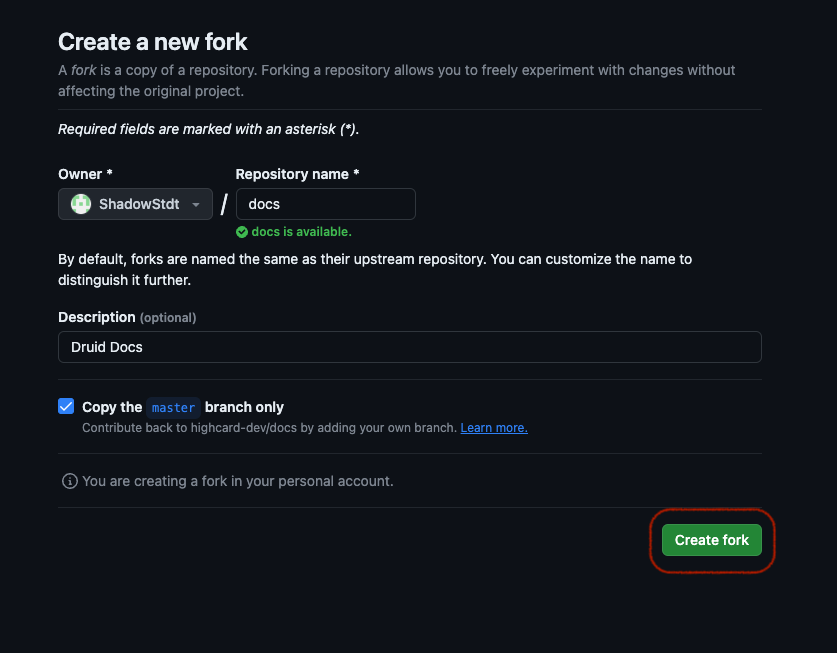 Create a new fork
A fork is a copy of a repository. Forking a repository allows you to freely experiment with changes without
affecting the original project.
Required fields are marked with an asterisk (*).
Owner * Repository name *
ShadowStdt / docs
docs is available.
By default, forks are named the same as their upstream repository. You can customize the name to
distinguish it further.
Description (optional)
Druid Docs
Copy the master branch only
Contribute back to highcard-dev/docs by adding your own branch. Learn more.
You are creating a fork in your personal account.
Create fork